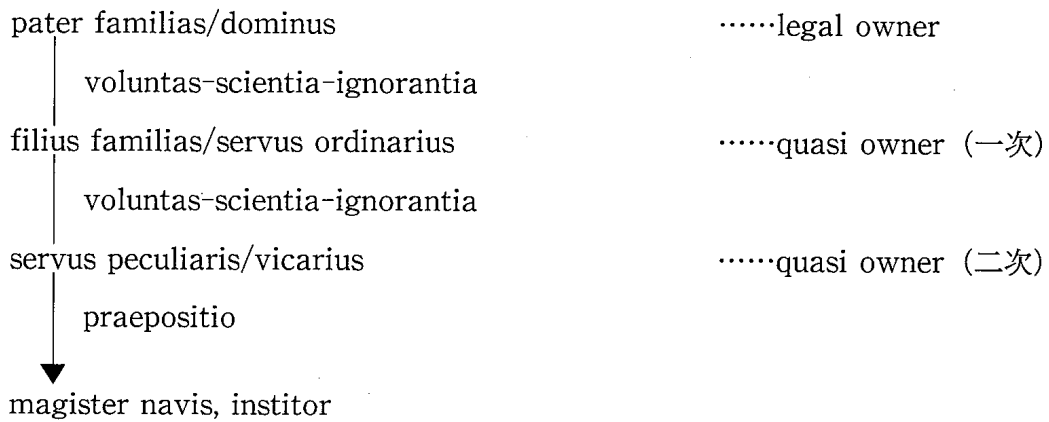 pater familias/dominus ……legal owner
voluntas-scientia-ignorantia
filius familias/servus ordinarius ……quasi owner (一次)
voluntas-scientia-ignorantia
servus peculiaris/vicarius ……quasi owner (二次)
praepositio
magister navis, institor